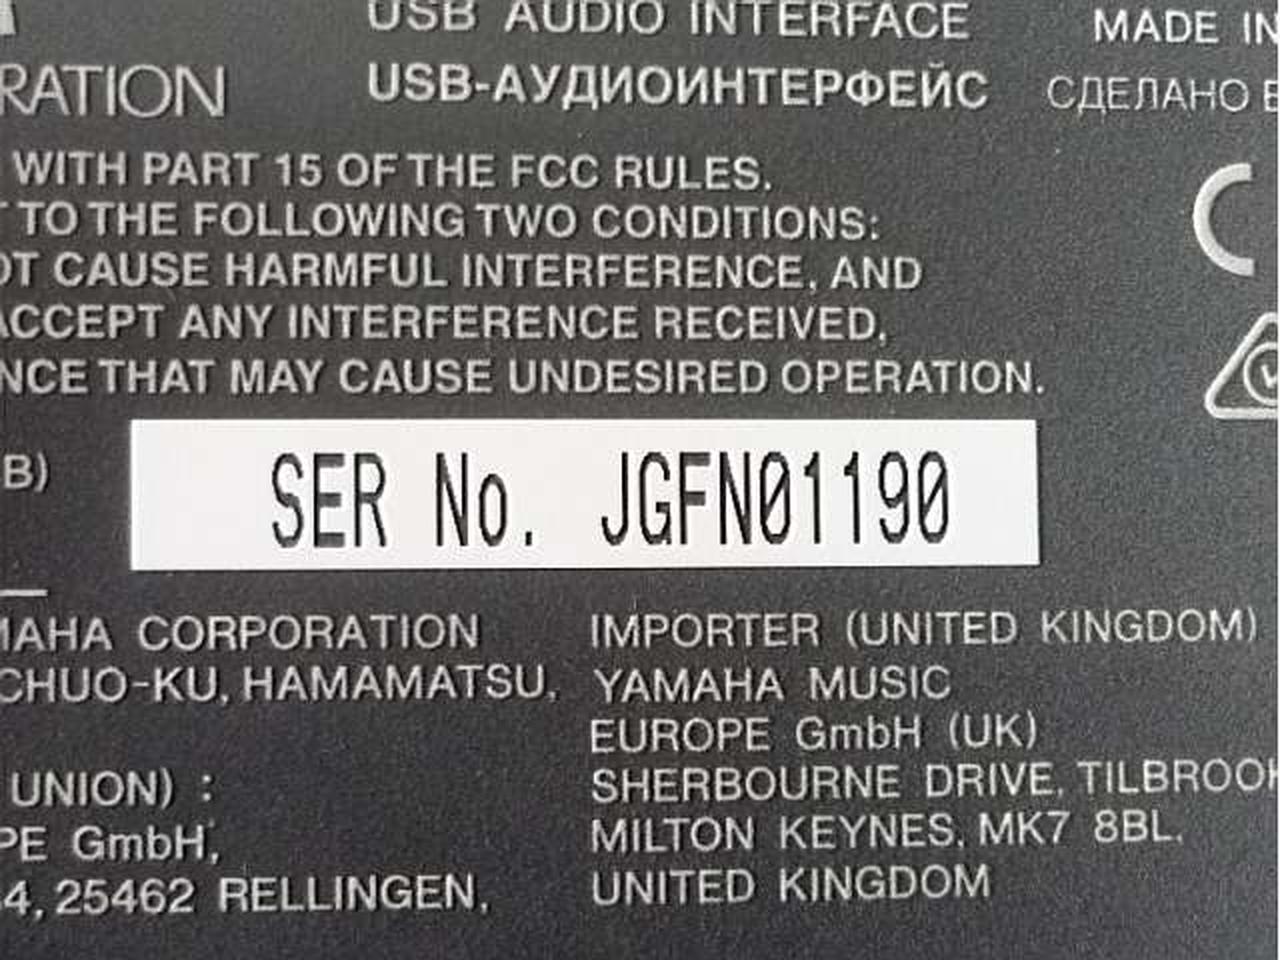 USB AUDIO INTERFACE MADE IN
RATION USB-АУДИОИНТЕРФЕЙС СДЕЛАНО В
WITH PART 15 OF THE FCC RULES.
TO THE FOLLOWING TWO CONDITIONS:
OT CAUSE HARMFUL INTERFERENCE, AND
ACCEPT ANY INTERFERENCE RECEIVED,
NCE THAT MAY CAUSE UNDESIRED OPERATION.
B)
SER No. JGFN01190
MAHA CORPORATION
CHUO-KU, HAMAMATSU,
UNION) :
PE GmbH,
4, 25462 RELLINGEN,
IMPORTER (UNITED KINGDOM)
YAMAHA MUSIC
EUROPE GmbH (UK)
SHERBOURNE DRIVE, TILBROOK
MILTON KEYNES, MK7 8BL,
UNITED KINGDOM